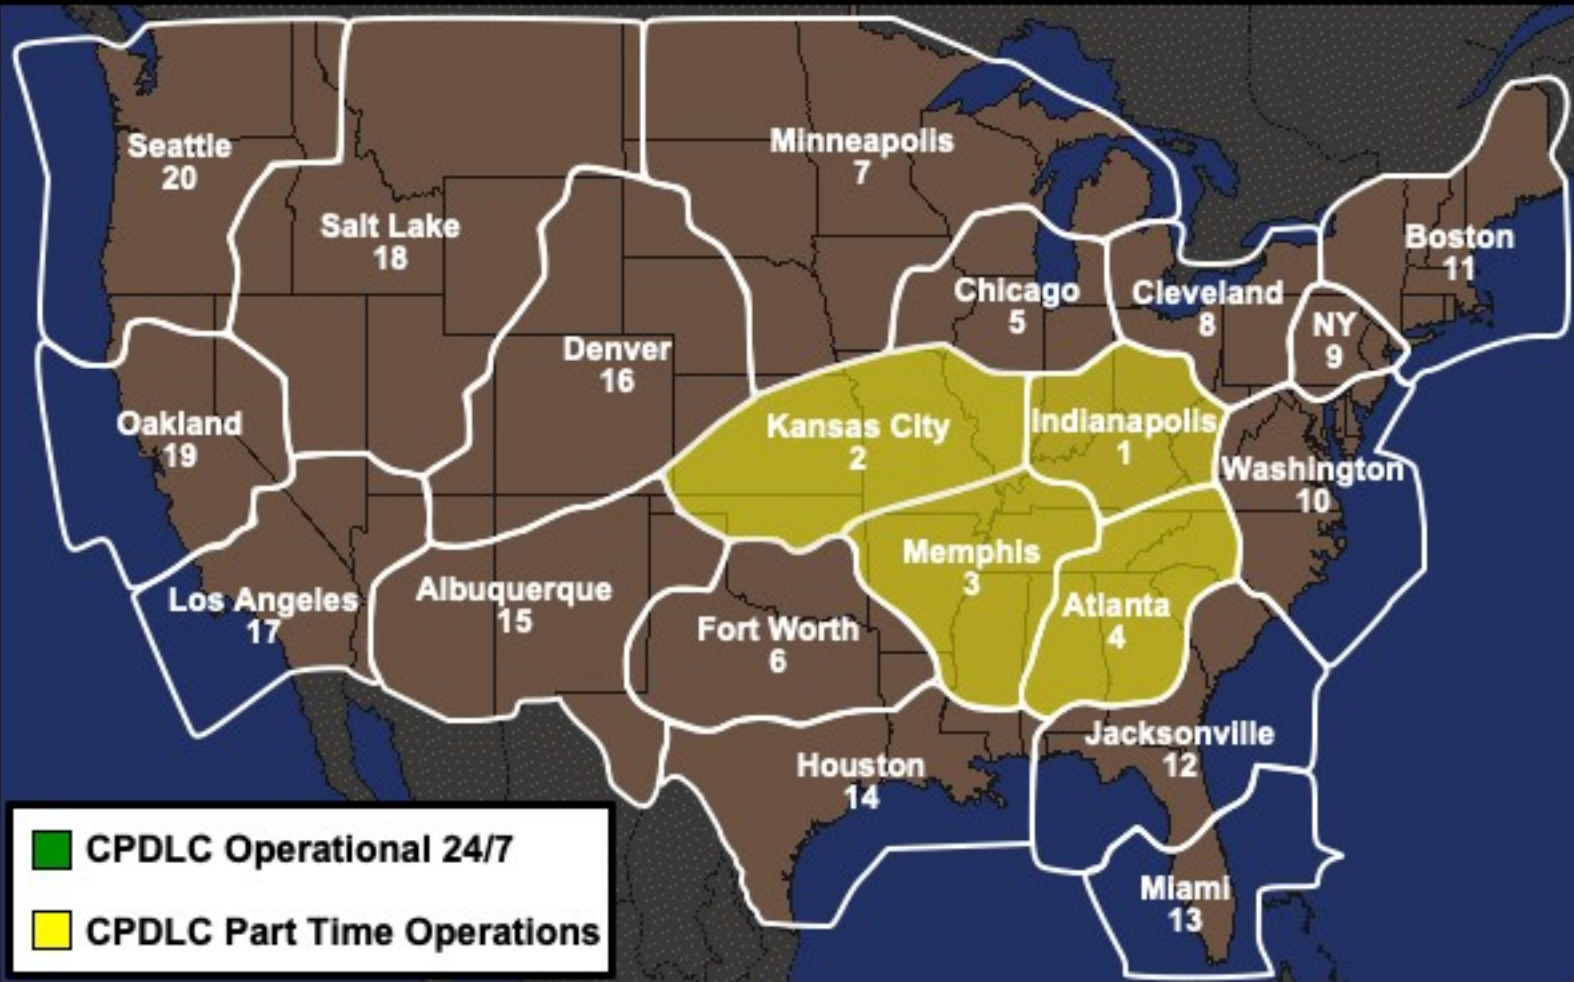 Seattle
20
Minneapolis
7
Salt Lake
18
Boston
11
Chicago
5
Cleveland
8
NY
9
Denver
16
Oakland
19
Kansas City
2
Indianapolis
1
Washington
10
Memphis
3
Albuquerque
15
Los Angeles
17
Atlanta
4
Fort Worth
6
Jacksonville
12
Houston
14
Miami
13
CPDLC Operational 24/7
CPDLC Part Time Operations